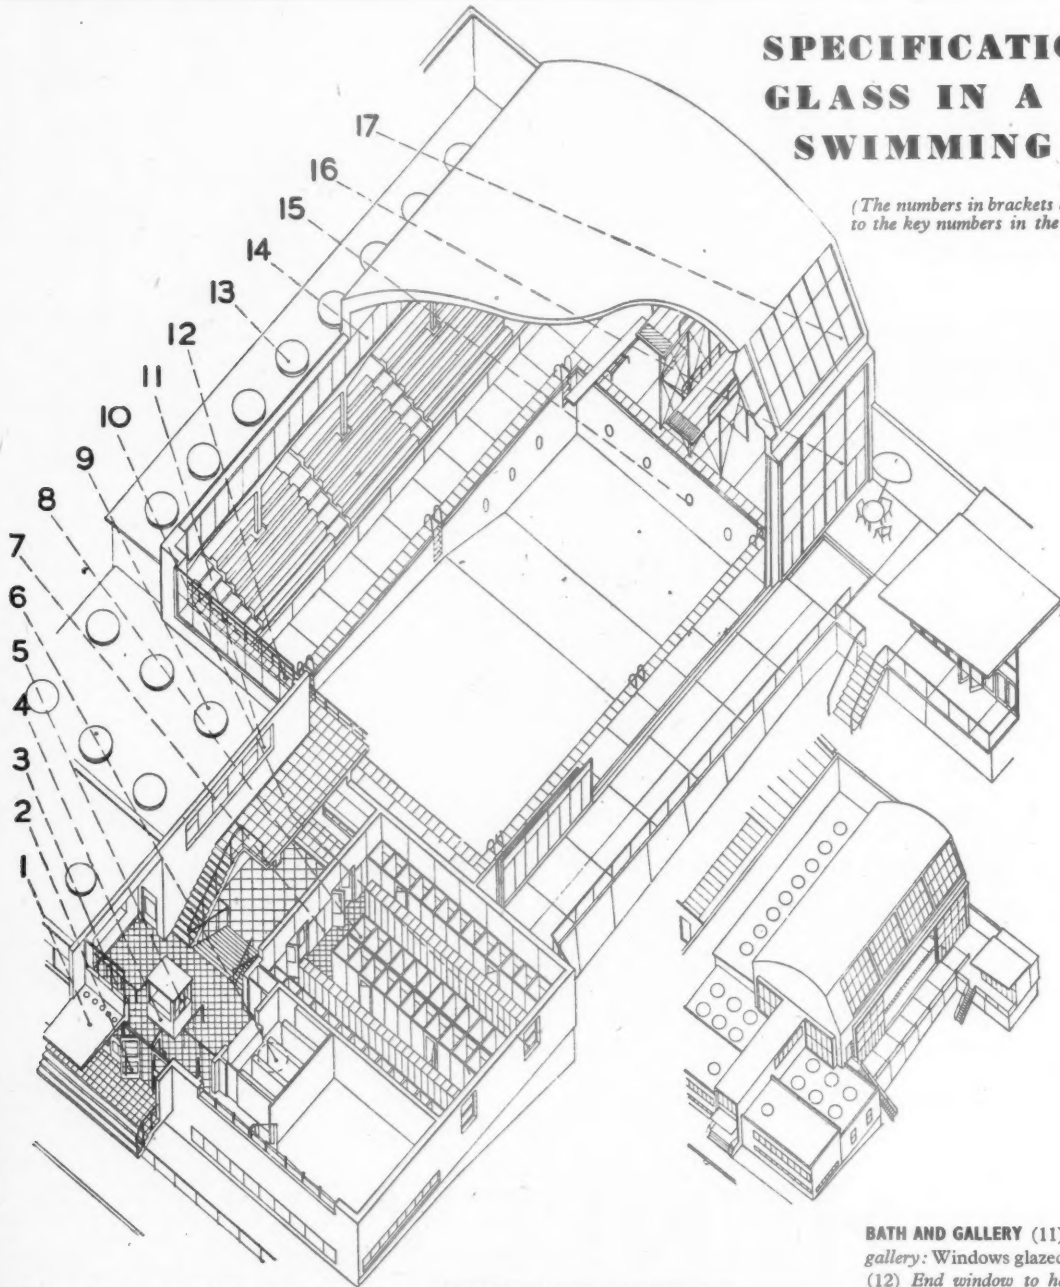 SPECIFICATIO
GLASS IN A
SWIMMING
(The numbers in brackets
to the key numbers in the
17
16
15
14
13
12
11
10
9
8
7
6
5
4
3
2
1
BATH AND GALLERY (11)
gallery: Windows glazed
(12) End window to h